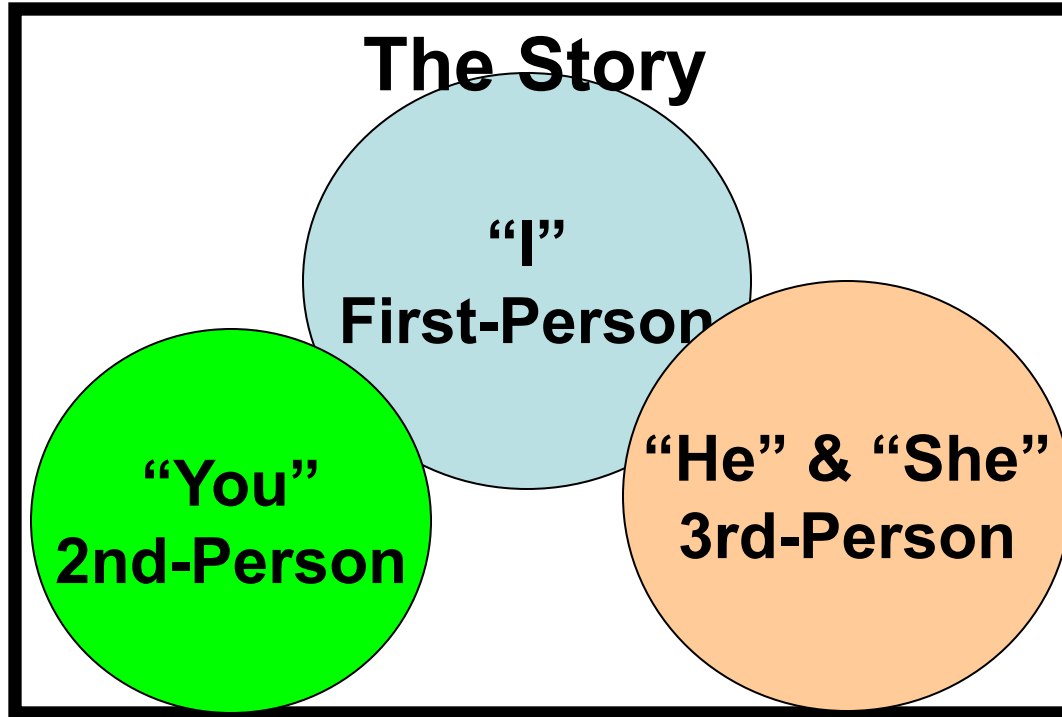 The Story
“I”
First-Person
“You”
2nd-Person
“He” & “She”
3rd-Person